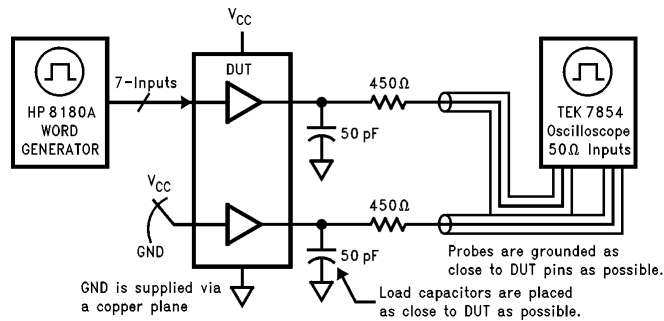 VCC
7-Inputs
DUT
HP 8180A
WORD
GENERATOR
450Ω
50 pF
TEK 7854
Oscilloscope
50Ω Inputs
VCC
GND
450Ω
50 pF
Probes are grounded as
close to DUT pins as possible.
GND is supplied via
a copper plane
Load capacitors are placed
as close to DUT as possible.